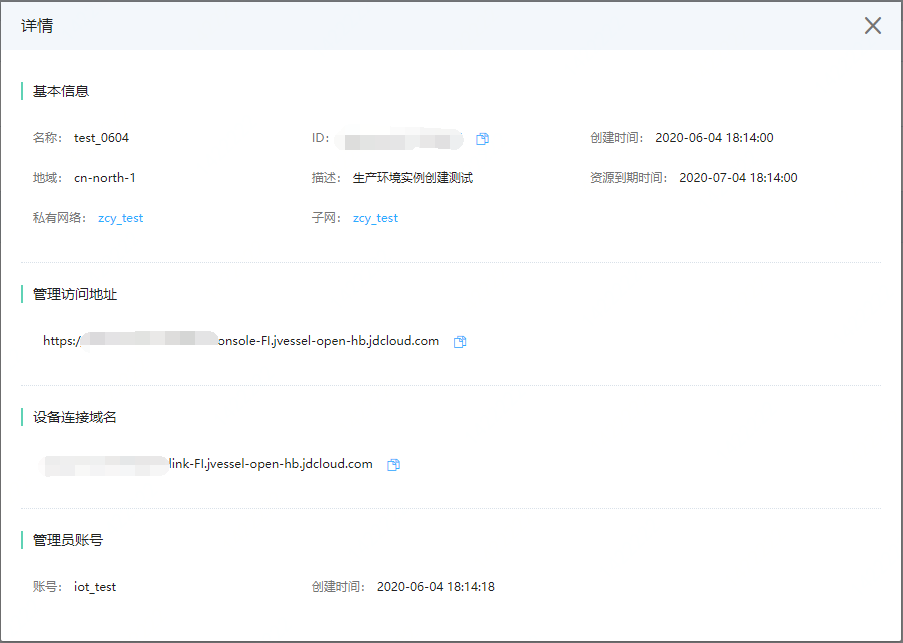 详情
基本信息
名称： test_0604 ID： 创建时间： 2020-06-04 18:14:00
地域： cn-north-1 描述： 生产环境实例创建测试 资源到期时间： 2020-07-04 18:14:00
私有网络： zcy_test 子网： zcy_test
管理访问地址
https:/ onsole-FI.jvessel-open-hb.jdcloud.com
设备连接域名
link-FI.jvessel-open-hb.jdcloud.com
管理员账号
账号： iot_test 创建时间： 2020-06-04 18:14:18